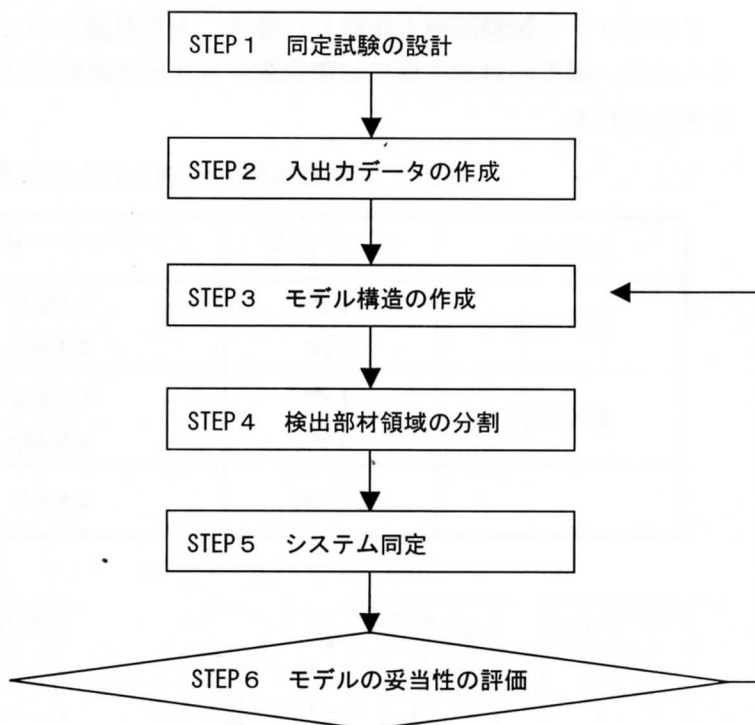 STEP１　同定試験の設計
STEP２　入出力データの作成
STEP３　モデル構造の作成
STEP４　検出部材領域の分割
STEP５　システム同定
STEP６　モデルの妥当性の評価